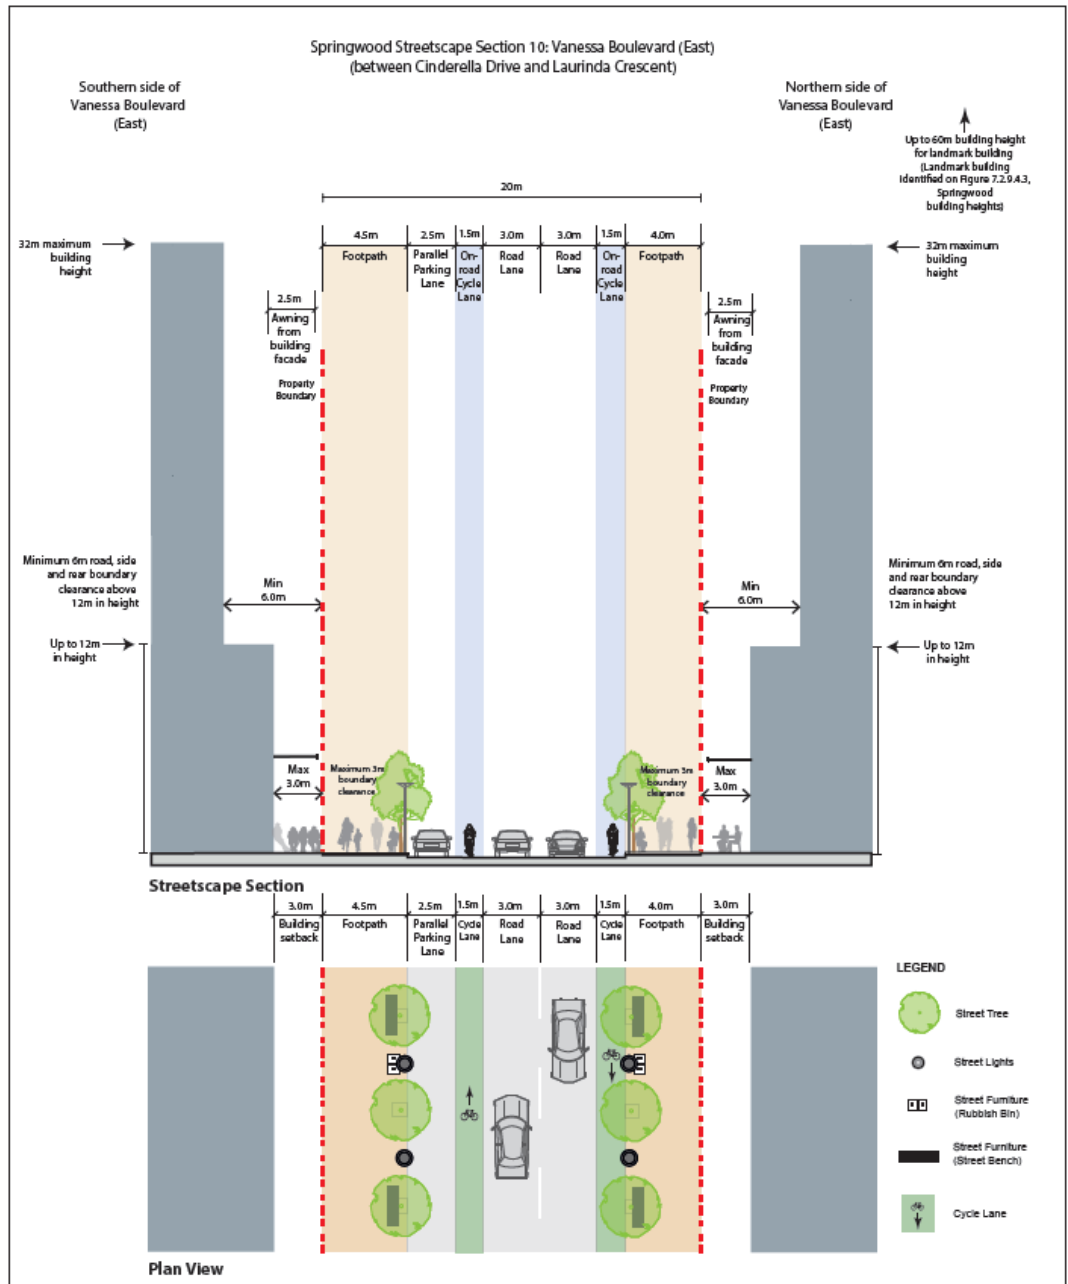 Springwood Streetscape Section 10: Vanessa Boulevard (East)
(between Cinderella Drive and Laurinda Crescent)
Southern side of
Vanessa Boulevard
(East)
Northern side of
Vanessa Boulevard
(East)
Up to 60m building height
for landmark building
(Landmark building
identified on Figure 7.2.9.4.3,
Springwood
building heights)
20m
32m maximum
building
height
4.5m
Footpath
2.5m
Parallel
Parking
Lane
1.5m
On-
road
Cycle
Lane
3.0m
Road
Lane
3.0m
Road
Lane
1.5m
On-
road
Cycle
Lane
4.0m
Footpath
32m maximum
building
height
2.5m
Awning
from
building
facade
Property
Boundary
2.5m
Awning
from
building
facade
Property
Boundary
Minimum 6m road, side
and rear boundary
clearance above
12m in height
Min
6.0m
Min
6.0m
Minimum 6m road, side
and rear boundary
clearance above
12m in height
Up to 12m
in height
Up to 12m
in height
Max
3.0m
Maximum 3m
boundary
clearance
Maximum 3m
boundary
clearance
Max
3.0m
Streetscape Section
3.0m
Building
setback
4.5m
Footpath
2.5m
Parallel
Parking
Lane
1.5m
Cycle
Lane
3.0m
Road
Lane
3.0m
Road
Lane
1.5m
Cycle
Lane
4.0m
Footpath
3.0m
Building
setback
LEGEND
Street Tree
Street Lights
Street Furniture
(Rubbish Bin)
Street Furniture
(Street Bench)
Cycle Lane
Plan View